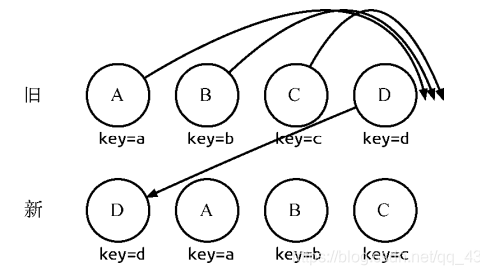 旧 A B C D
key=a key=b key=c key=d
新 D A B C
key=d key=a key=b key=c
https://blog.csdn.net/qq_43